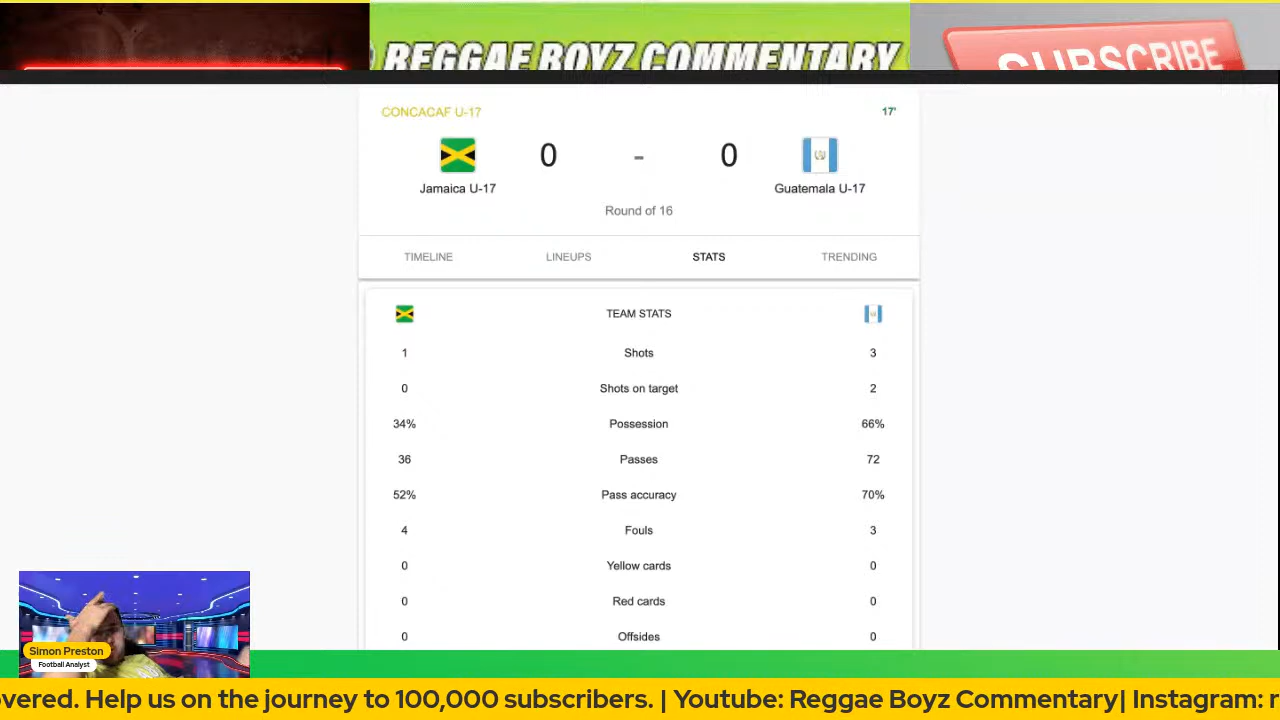 REGGAE BOYZ COMMENTARY
SUBSCRIBE
CONCACAF U-17
17'
0 - 0
Jamaica U-17
Guatemala U-17
Round of 16
TIMELINE LINEUPS STATS TRENDING
TEAM STATS
1 Shots 3
0 Shots on target 2
34% Possession 66%
36 Passes 72
52% Pass accuracy 70%
4 Fouls 3
0 Yellow cards 0
0 Red cards 0
0 Offsides 0
Simon Preston
Football Analyst
overed. Help us on the journey to 100,000 subscribers. | Youtube: Reggae Boyz Commentary| Instagram: r